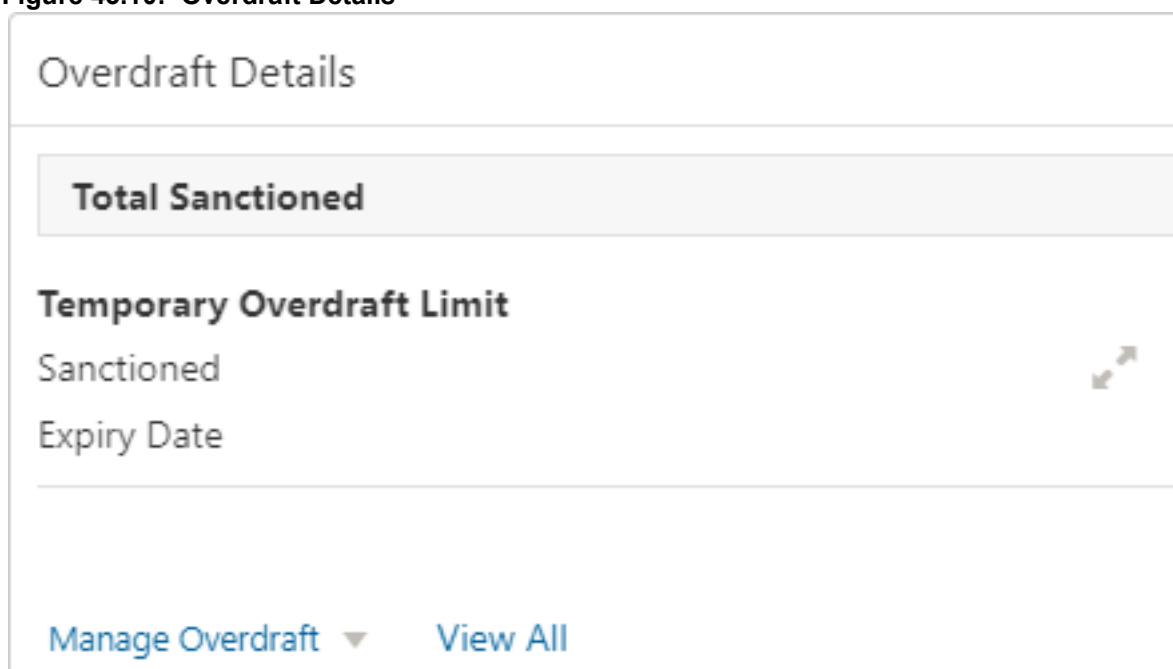 Overdraft Details
Total Sanctioned
Temporary Overdraft Limit
Sanctioned
Expiry Date
Manage Overdraft View All